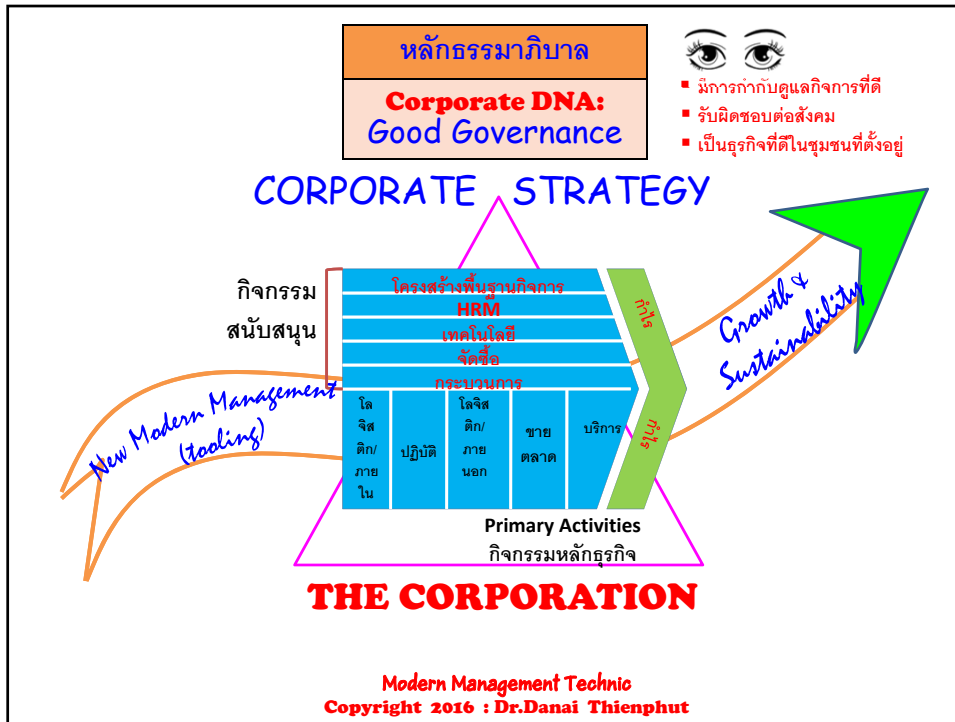 หลักธรรมาภิบาล
Corporate DNA:
Good Governance
▪ มีการกำกับดูแลกิจการที่ดี
▪ รับผิดชอบต่อสังคม
▪ เป็นธุรกิจที่ดีในชุมชนที่ตั้งอยู่
CORPORATE STRATEGY
กิจกรรม
สนับสนุน
โครงสร้างพื้นฐานกิจการ
HRM
เทคโนโลยี
จัดซื้อ
กระบวนการ
กำไร
กำไร
Growth &
Sustainability
New Modern Management
(tooling)
โล
จิส
ติก/
ภาย
ใน
ปฏิบัติ
โลจิส
ติก/
ภาย
นอก
ขาย
ตลาด
บริการ
Primary Activities
กิจกรรมหลักธุรกิจ
THE CORPORATION
Modern Management Technic
Copyright 2016 : Dr.Danai Thienphut